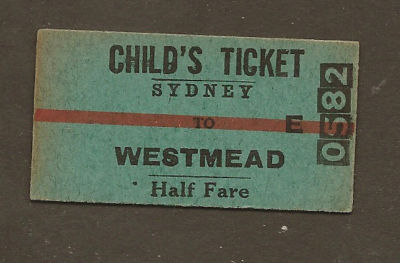 CHILD'S TICKET
SYDNEY
TO E
WESTMEAD
Half Fare
0582